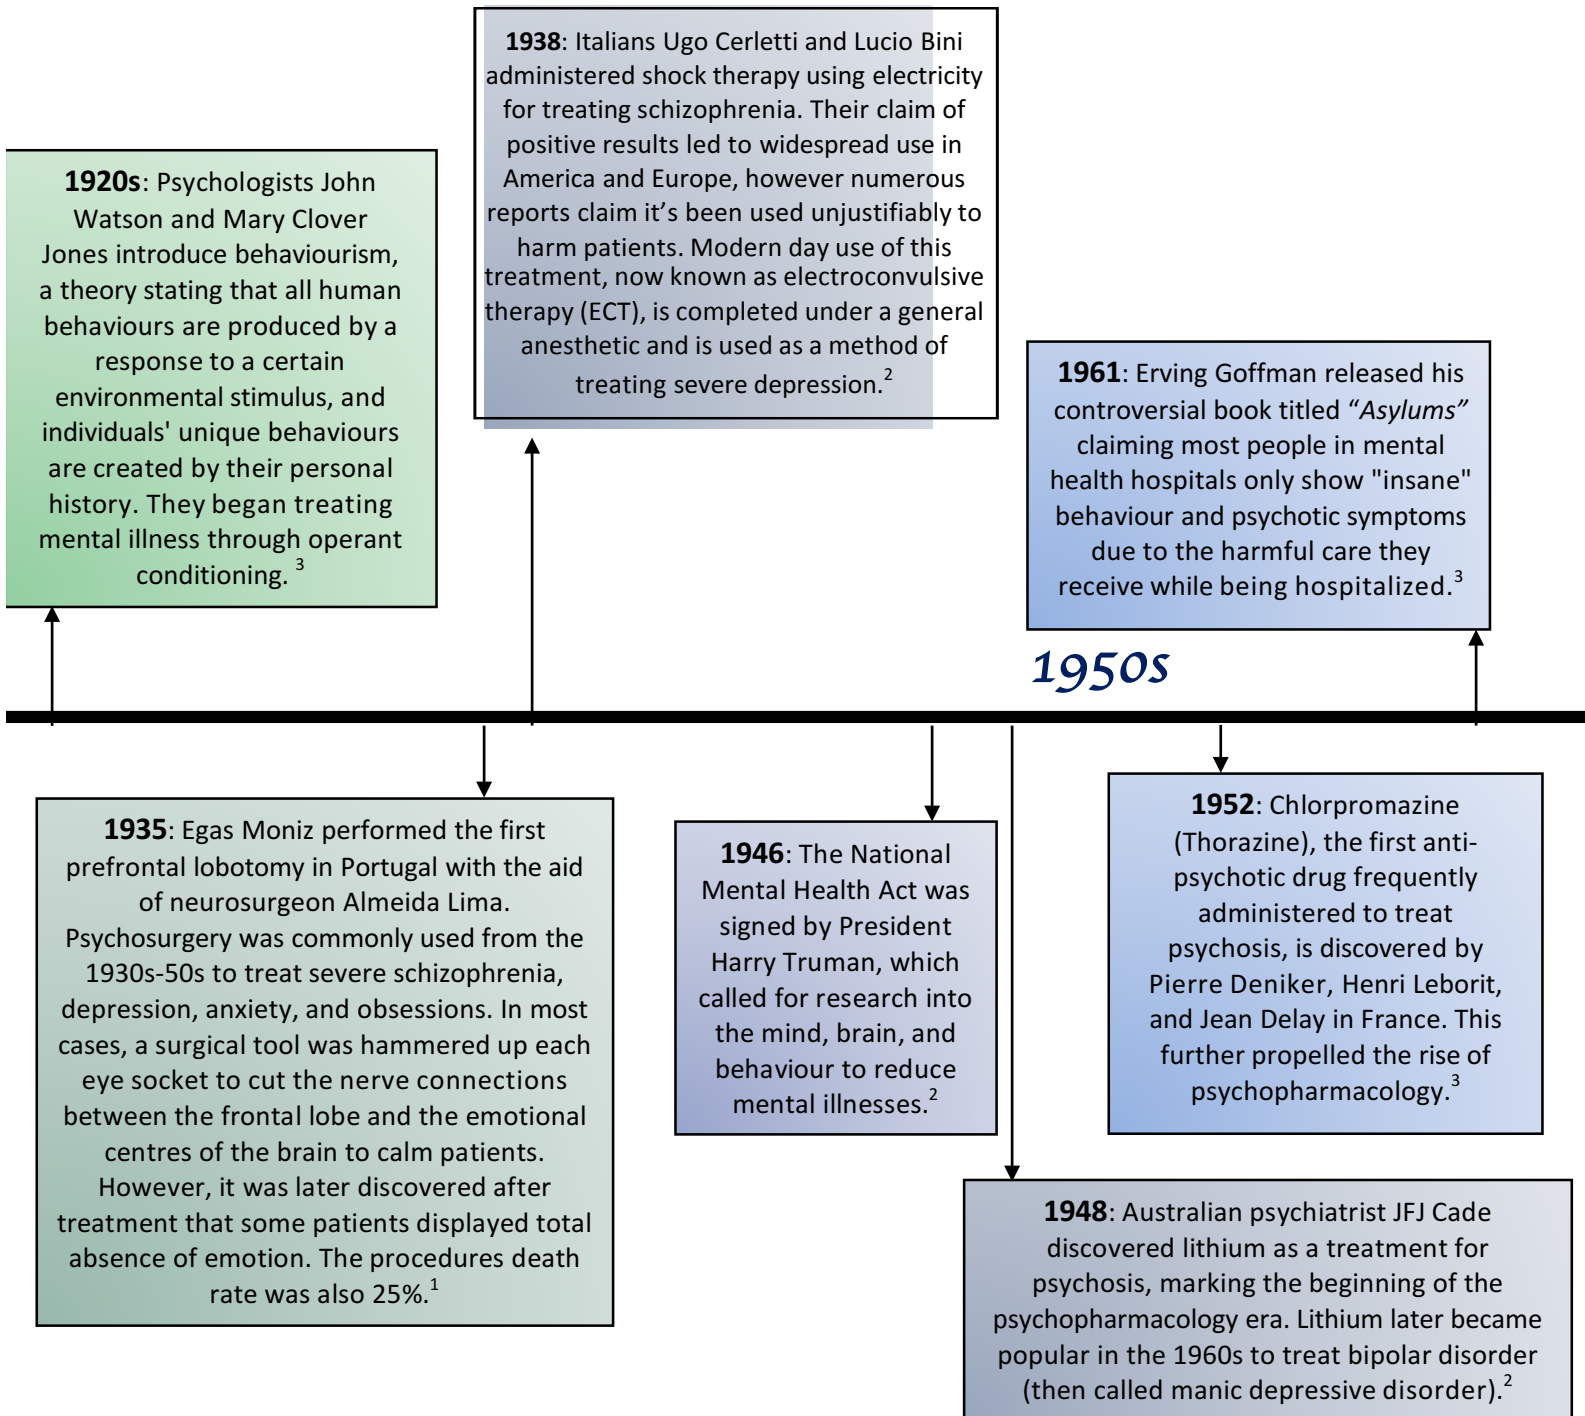 1938: Italians Ugo Cerletti and Lucio Bini
administered shock therapy using electricity
for treating schizophrenia. Their claim of
positive results led to widespread use in
America and Europe, however numerous
reports claim it’s been used unjustifiably to
harm patients. Modern day use of this
treatment, now known as electroconvulsive
therapy (ECT), is completed under a general
anesthetic and is used as a method of
treating severe depression.2
1920s: Psychologists John
Watson and Mary Clover
Jones introduce behaviourism,
a theory stating that all human
behaviours are produced by a
response to a certain
environmental stimulus, and
individuals' unique behaviours
are created by their personal
history. They began treating
mental illness through operant
conditioning. 3
1961: Erving Goffman released his
controversial book titled “Asylums”
claiming most people in mental
health hospitals only show "insane"
behaviour and psychotic symptoms
due to the harmful care they
receive while being hospitalized.3
1950s
1935: Egas Moniz performed the first
prefrontal lobotomy in Portugal with the aid
of neurosurgeon Almeida Lima.
Psychosurgery was commonly used from the
1930s-50s to treat severe schizophrenia,
depression, anxiety, and obsessions. In most
cases, a surgical tool was hammered up each
eye socket to cut the nerve connections
between the frontal lobe and the emotional
centres of the brain to calm patients.
However, it was later discovered after
treatment that some patients displayed total
absence of emotion. The procedures death
rate was also 25%.1
1946: The National
Mental Health Act was
signed by President
Harry Truman, which
called for research into
the mind, brain, and
behaviour to reduce
mental illnesses.2
1952: Chlorpromazine
(Thorazine), the first anti-
psychotic drug frequently
administered to treat
psychosis, is discovered by
Pierre Deniker, Henri Leborit,
and Jean Delay in France. This
further propelled the rise of
psychopharmacology.3
1948: Australian psychiatrist JFJ Cade
discovered lithium as a treatment for
psychosis, marking the beginning of the
psychopharmacology era. Lithium later became
popular in the 1960s to treat bipolar disorder
(then called manic depressive disorder).2